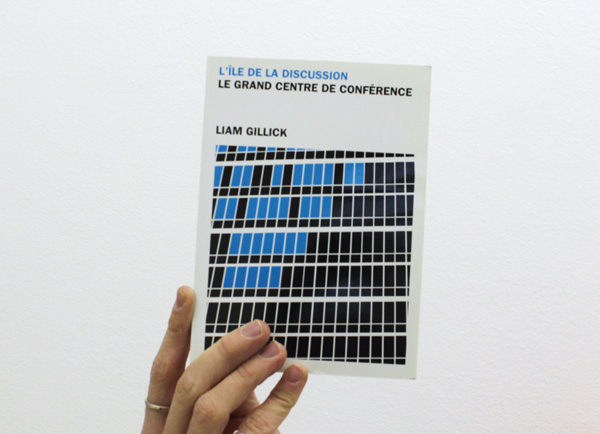 L'ÎLE DE LA DISCUSSION
LE GRAND CENTRE DE CONFÉRENCE
LIAM GILLICK